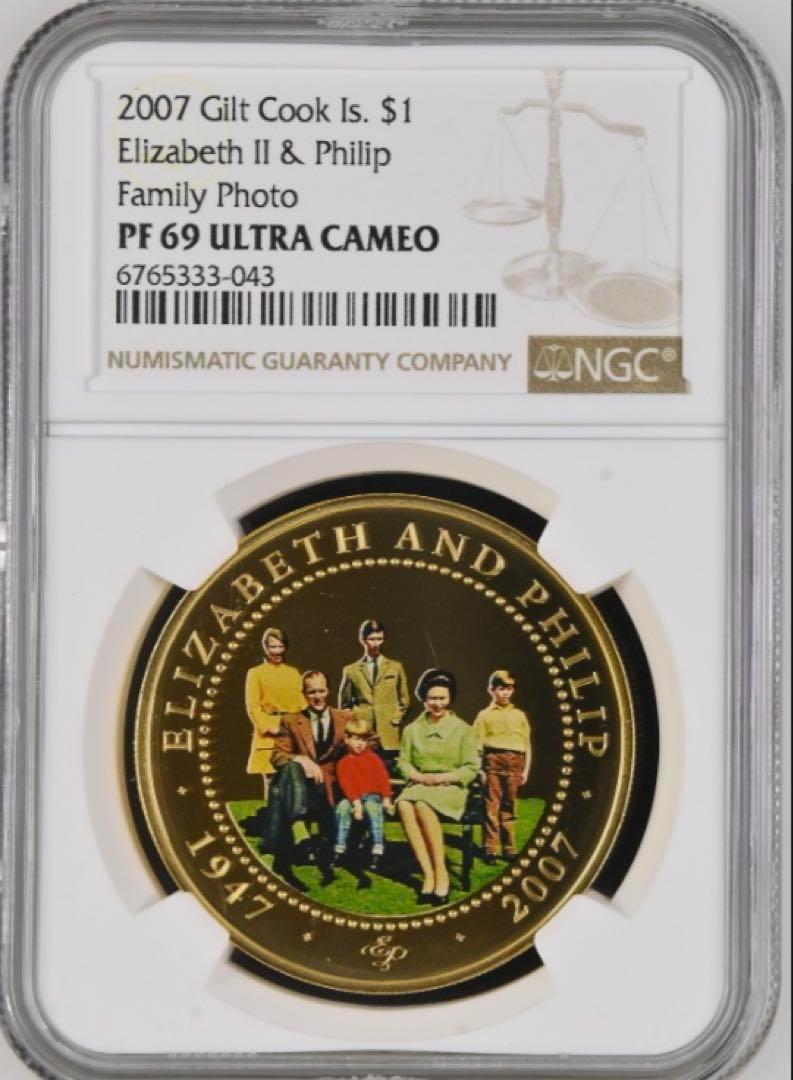 2007 Gilt Cook Is. $1
Elizabeth II & Philip
Family Photo
PF 69 ULTRA CAMEO
6765333-043
NUMISMATIC GUARANTY COMPANY
NGC®
ELIZABETH AND PHILIP
1947
EP
2007